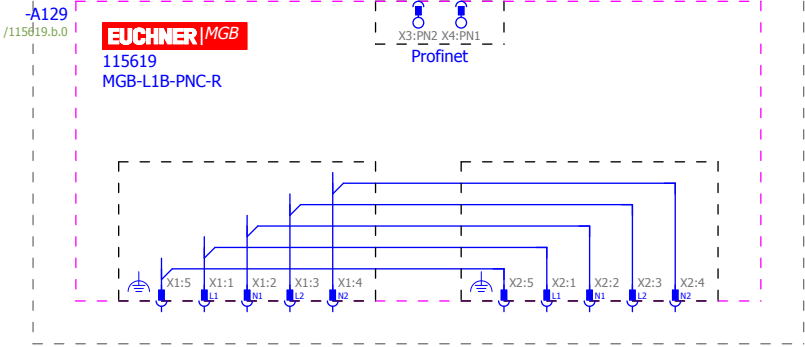 -A129
/115619.b.0
EUCHNER|MGB
115619
MGB-L1B-PNC-R
X3:PN2 X4:PN1
Profinet
X1:5 X1:1 X1:2 X1:3 X1:4 X2:5 X2:1 X2:2 X2:3 X2:4
L1 N1 L2 N2 L1 N1 L2 N2